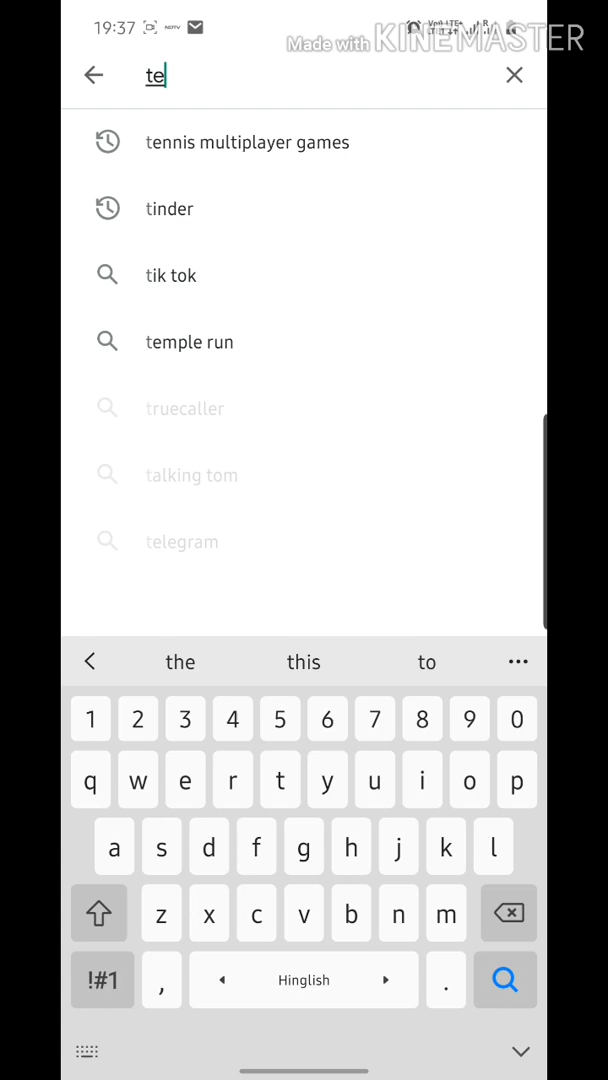 19:37 NDTV
Made with KINEMASTER
te
tennis multiplayer games
tinder
tik tok
temple run
truecaller
talking tom
telegram
the this to
1 2 3 4 5 6 7 8 9 0
q w e r t y u i o p
a s d f g h j k l
z x c v b n m
!#1 , Hinglish .